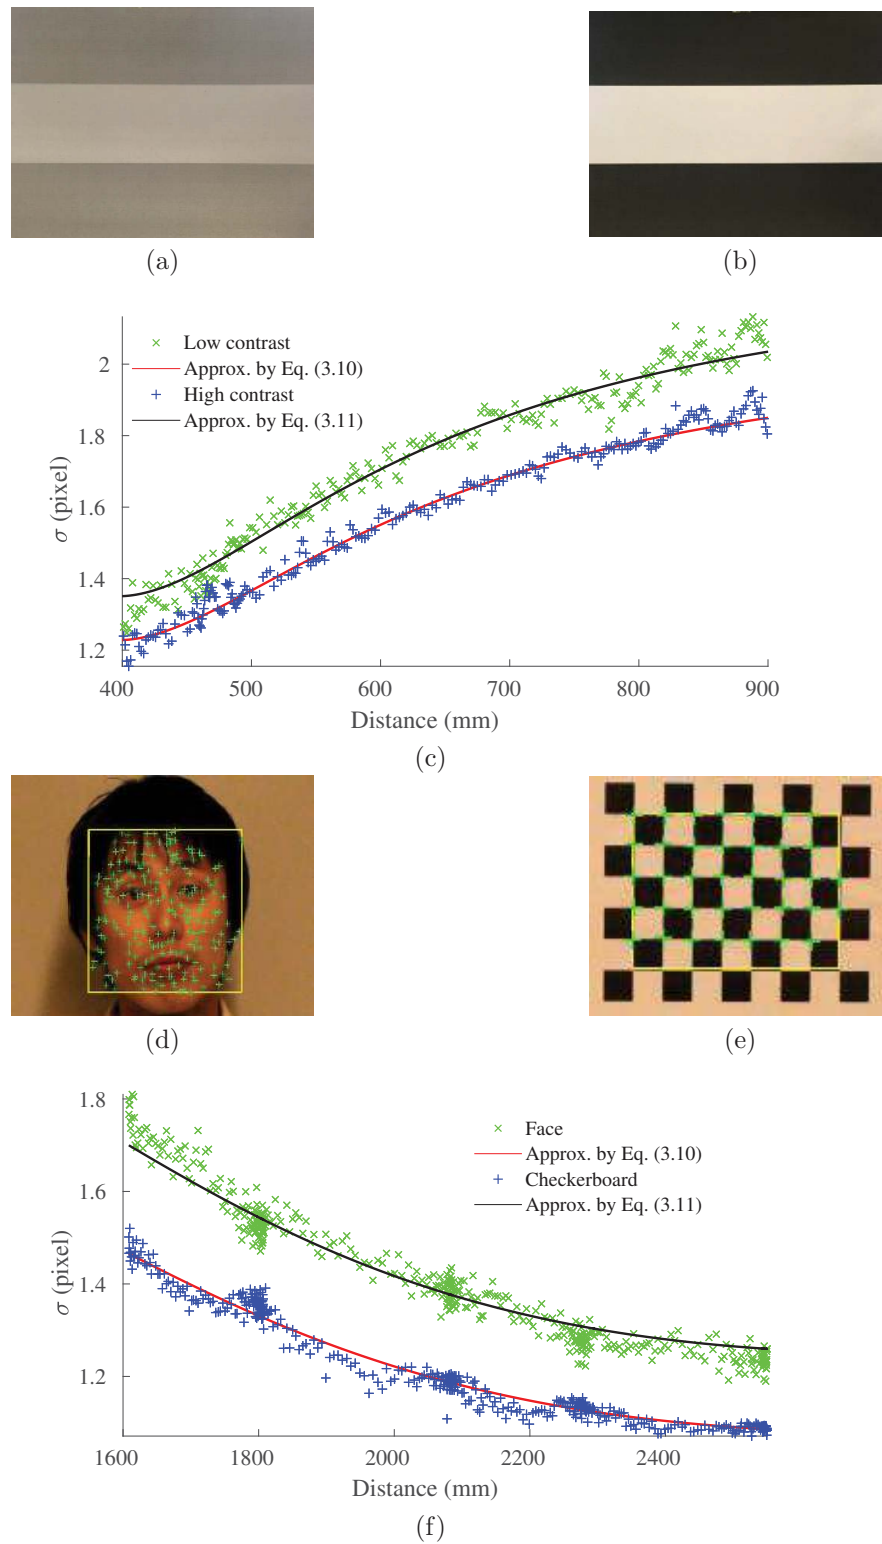 (a)
(b)
2
1.8
1.6
1.4
1.2
σ (pixel)
Low contrast
Approx. by Eq. (3.10)
High contrast
Approx. by Eq. (3.11)
400 500 600 700 800 900
Distance (mm)
(c)
(d)
(e)
1.8
1.6
1.4
1.2
σ (pixel)
Face
Approx. by Eq. (3.10)
Checkerboard
Approx. by Eq. (3.11)
1600 1800 2000 2200 2400
Distance (mm)
(f)